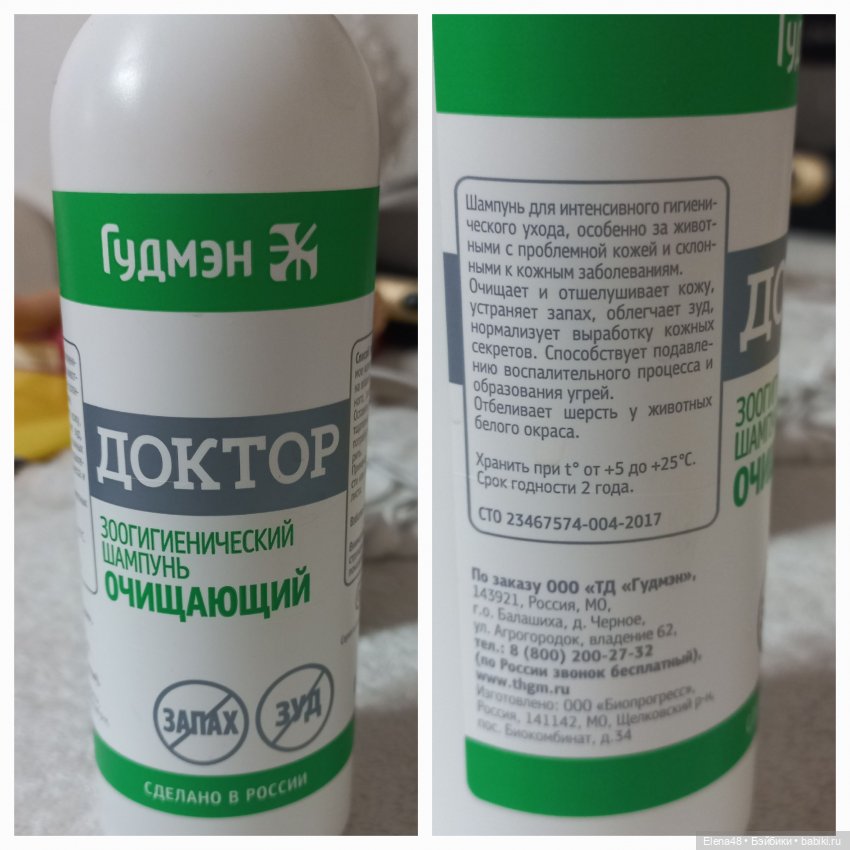 Гудмэн
ДОКТОР
ЗООГИГИЕНИЧЕСКИЙ
ШАМПУНЬ
ОЧИЩАЮЩИЙ
ЗАПАХ
ЗУД
СДЕЛАНО В РОССИИ
Шампунь для интенсивного гигиени-
ческого ухода, особенно за живот-
ными с проблемной кожей и склон-
ными к кожным заболеваниям.
Очищает и отшелушивает кожу,
устраняет запах, облегчает зуд,
нормализует выработку кожных
секретов. Способствует подавле-
нию воспалительного процесса и
образования угрей.
Отбеливает шерсть у животных
белого окраса.
Хранить при t° от +5 до +25°С.
Срок годности 2 года.
СТО 23467574-004-2017
По заказу ООО «ТД «Гудмэн»,
143921, Россия, МО,
г.о. Балашиха, д. Черное,
ул. Агрогородок, владение 62,
тел.: 8 (800) 200-27-32
(по России звонок бесплатный),
www.thgm.ru
Изготовлено: ООО «Биопрогресс»,
Россия, 141142, МО, Щелковский р-н,
пос. Биокомбинат, д.34
Elena48 • Бэйбики • babiki.ru